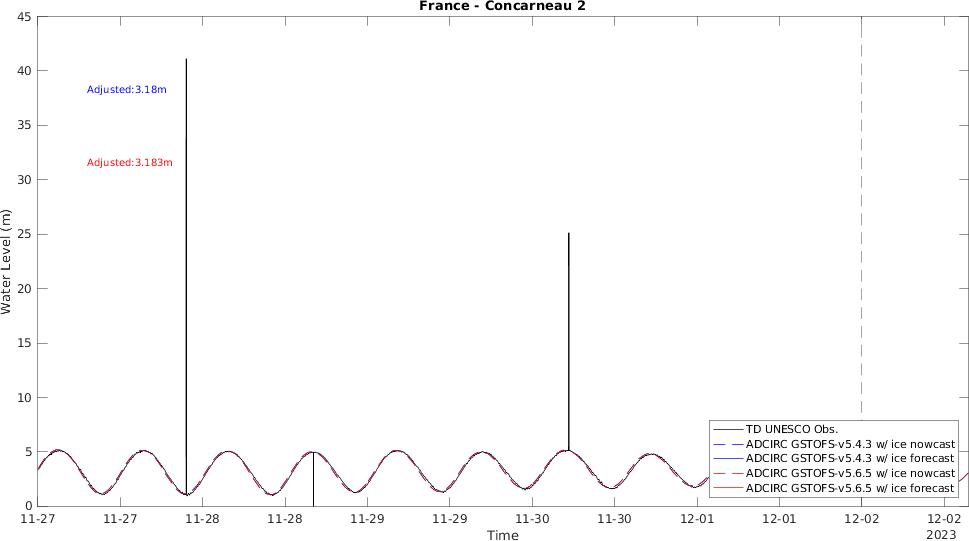 France - Concarneau 2
45
40
35
30
25
20
15
10
5
0
Water Level (m)
Adjusted:3.18m
Adjusted:3.183m
TD UNESCO Obs.
ADCIRC GSTOFS-v5.4.3 w/ ice nowcast
ADCIRC GSTOFS-v5.4.3 w/ ice forecast
ADCIRC GSTOFS-v5.6.5 w/ ice nowcast
ADCIRC GSTOFS-v5.6.5 w/ ice forecast
11-27 11-27 11-28 11-28 11-29 11-29 11-30 11-30 12-01 12-01 12-02 12-02
Time
2023